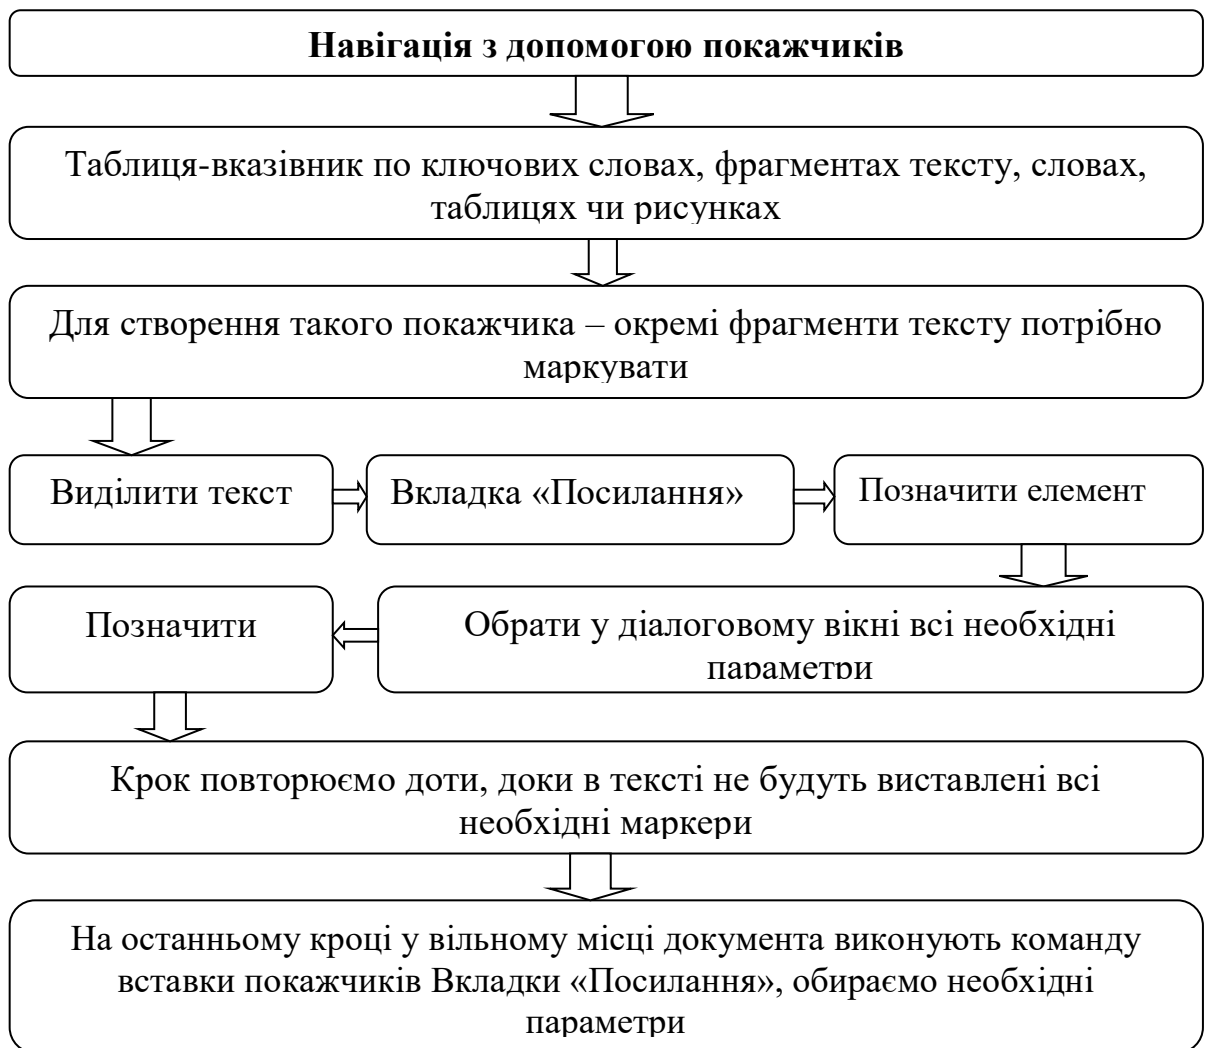 Навігація з допомогою покажчиків
Таблиця-вказівник по ключових словах, фрагментах тексту, словах,
таблицях чи рисунках
Для створення такого покажчика – окремі фрагменти тексту потрібно
маркувати
Виділити текст
Вкладка «Посилання»
Позначити елемент
Позначити
Обрати у діалоговому вікні всі необхідні
параметри
Крок повторюємо доти, доки в тексті не будуть виставлені всі
необхідні маркери
На останньому кроці у вільному місці документа виконують команду
вставки покажчиків Вкладки «Посилання», обираємо необхідні
параметри